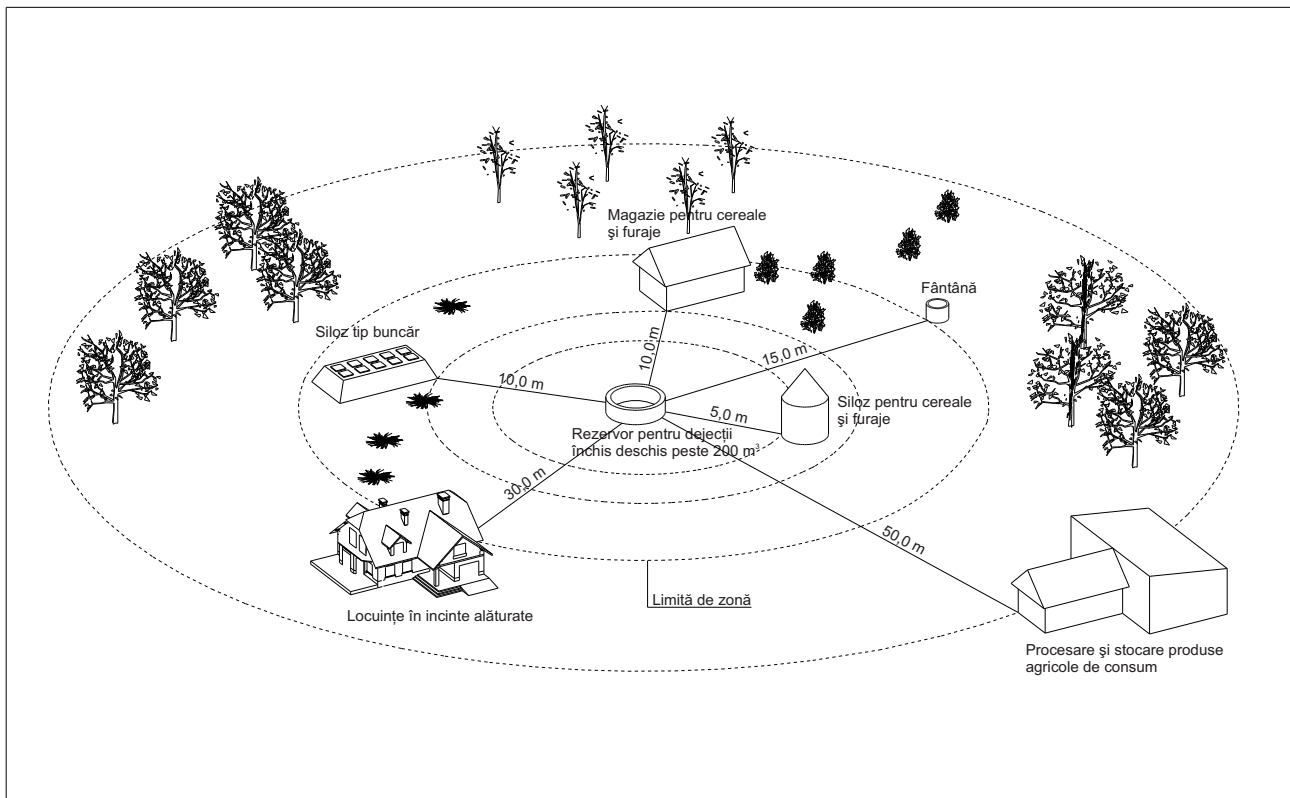 Magazie pentru cereale
şi furaje
Fântână
Siloz tip buncăr
10,0 m
15,0 m
10,0 m
5,0 m
Siloz pentru cereale
şi furaje
Rezervor pentru dejecții
închis deschis peste 200 m³
30,0 m
50,0 m
Limită de zonă
Locuințe în incinte alăturate
Procesare şi stocare produse
agricole de consum